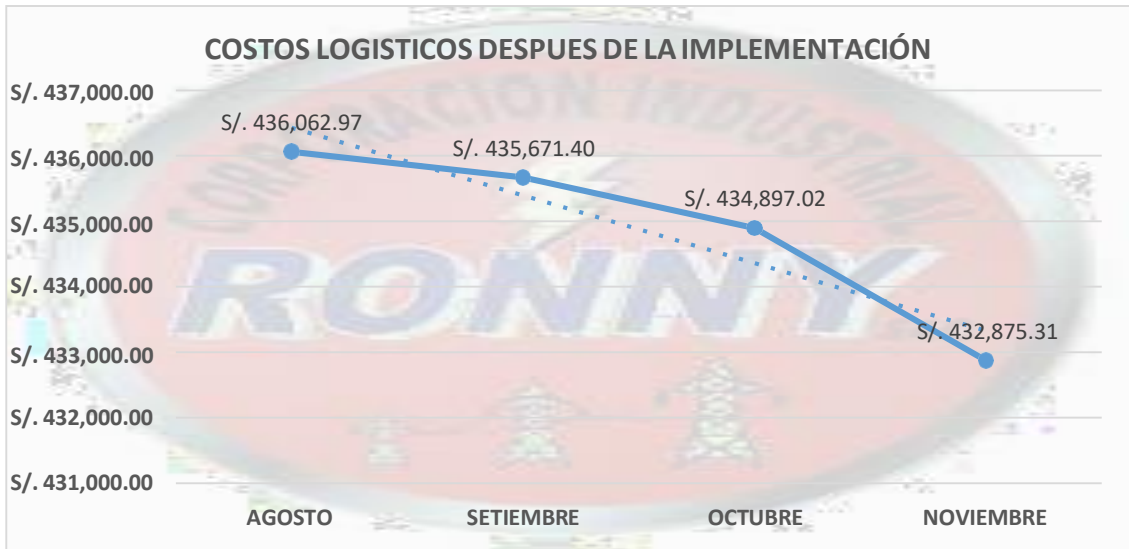 COSTOS LOGISTICOS DESPUES DE LA IMPLEMENTACIÓN
S/. 437,000.00
S/. 436,000.00
S/. 435,000.00
S/. 434,000.00
S/. 433,000.00
S/. 432,000.00
S/. 431,000.00
S/. 436,062.97
S/. 435,671.40
S/. 434,897.02
S/. 432,875.31
CORPORACION INDUSTRIAL
RONNY
AGOSTO SETIEMBRE OCTUBRE NOVIEMBRE